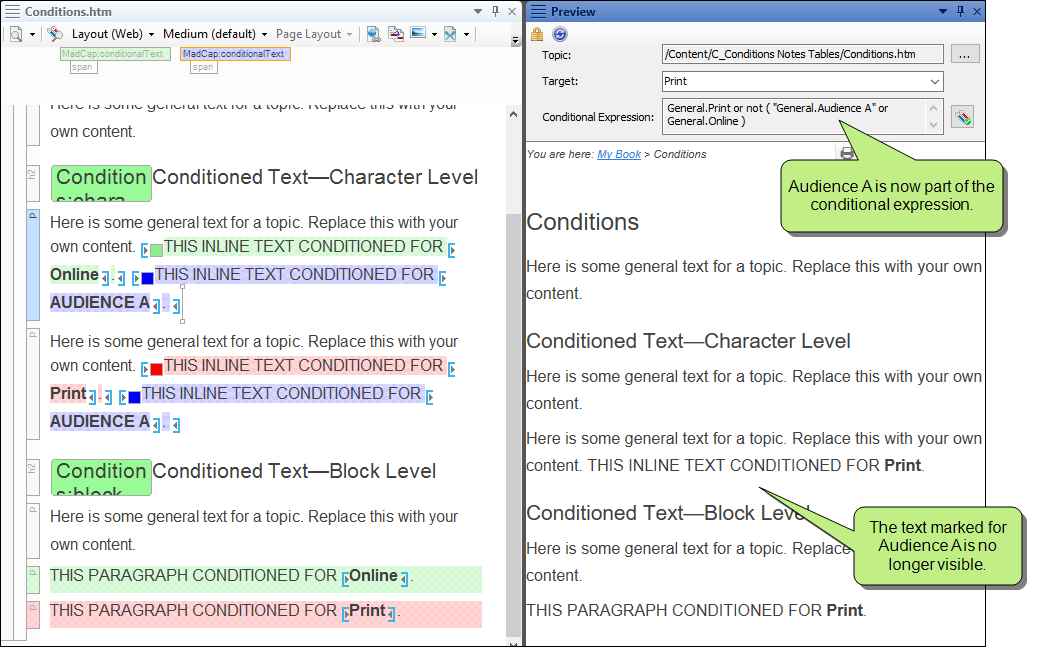 Conditions.htm
Layout (Web)
Medium (default)
Page Layout
MadCap:conditionalText
MadCap:conditionalText
span
span
Here is some general text for a topic. Replace this with your
own content.
h2
Condition
s:chara
Conditioned Text—Character Level
p
Here is some general text for a topic. Replace this with your
own content. THIS INLINE TEXT CONDITIONED FOR
Online . THIS INLINE TEXT CONDITIONED FOR
AUDIENCE A .
p
Here is some general text for a topic. Replace this with your
own content. THIS INLINE TEXT CONDITIONED FOR
Print . THIS INLINE TEXT CONDITIONED FOR
AUDIENCE A .
h2
Condition
s:block
Conditioned Text—Block Level
p
Here is some general text for a topic. Replace this with your
own content.
p
THIS PARAGRAPH CONDITIONED FOR Online .
p
THIS PARAGRAPH CONDITIONED FOR Print .
Preview
Topic:
/Content/C_Conditions Notes Tables/Conditions.htm
...
Target:
Print
Conditional Expression:
General.Print or not ( "General.Audience A" or
General.Online )
You are here: My Book > Conditions
Audience A is now part of the
conditional expression.
Conditions
Here is some general text for a topic. Replace this with your own
content.
Conditioned Text—Character Level
Here is some general text for a topic. Replace this with your own
content.
Here is some general text for a topic. Replace this with your own
content. THIS INLINE TEXT CONDITIONED FOR Print.
Conditioned Text—Block Level
Here is some general text for a topic. Replace
content.
THIS PARAGRAPH CONDITIONED FOR Print.
The text marked for
Audience A is no
longer visible.